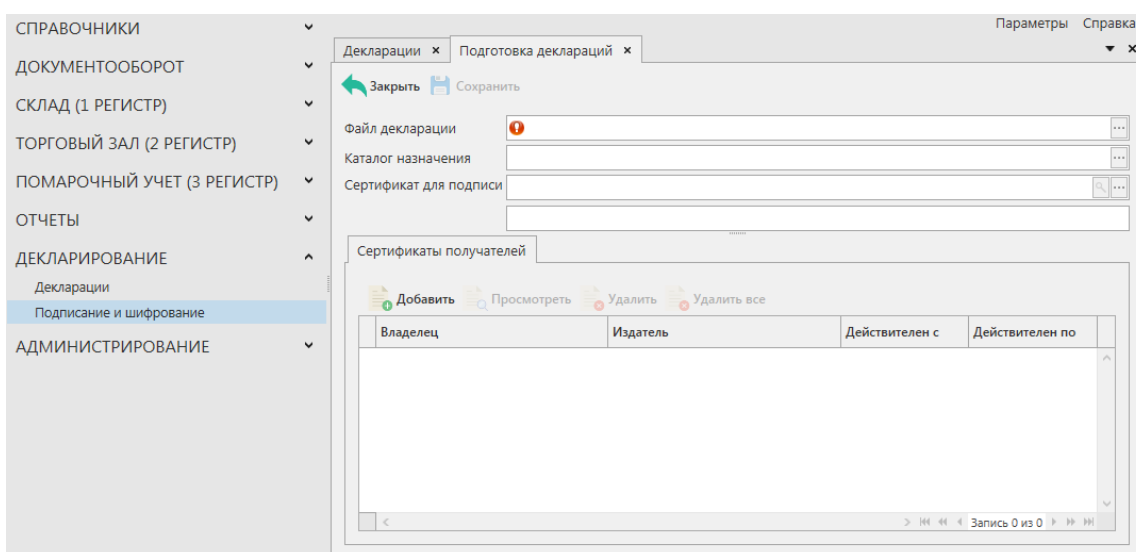 Параметры Справка
СПРАВОЧНИКИ
ДОКУМЕНТООБОРОТ
СКЛАД (1 РЕГИСТР)
ТОРГОВЫЙ ЗАЛ (2 РЕГИСТР)
ПОМАРОЧНЫЙ УЧЕТ (3 РЕГИСТР)
ОТЧЕТЫ
ДЕКЛАРИРОВАНИЕ
Декларации
Подписание и шифрование
АДМИНИСТРИРОВАНИЕ
Декларации × Подготовка деклараций ×
Закрыть Сохранить
Файл декларации
Каталог назначения
Сертификат для подписи
Сертификаты получателей
Добавить Просмотреть Удалить Удалить все
Владелец Издатель Действителен с Действителен по
Запись 0 из 0